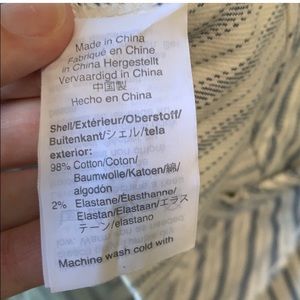 Made in China
Fabriqué en Chine
in China Hergestellt
Vervaardigd in China
中国製
Hecho en China
Shell/Extérieur/Oberstoff/
Buitenkant/シェル/tela
exterior:
98% Cotton/Coton/
Baumwolle/Katoen/綿/
algodón
2% Elastane/Élasthanne/
Elastan/Elastaan/エラス
テーン/elastano
Machine wash cold with